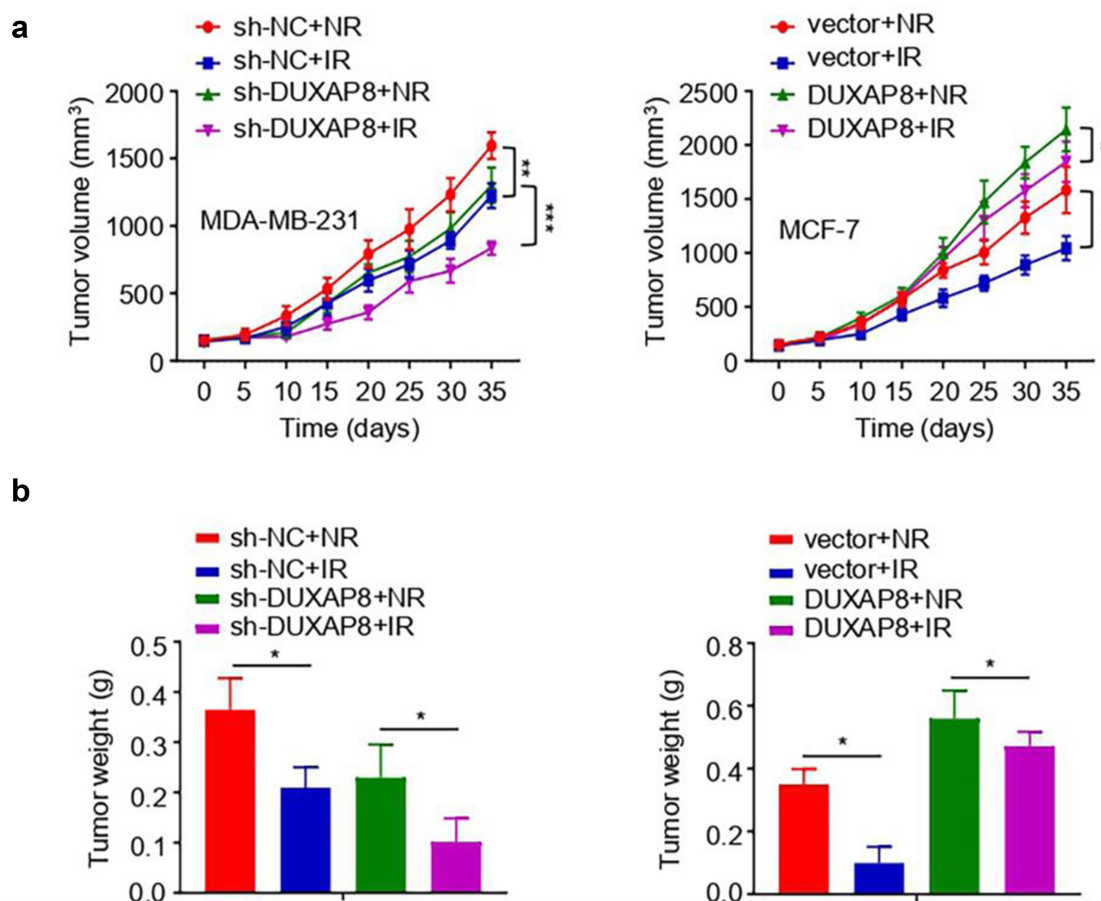 a
sh-NC+NR
sh-NC+IR
sh-DUXAP8+NR
sh-DUXAP8+IR
Tumor volume (mm³)
2000
1500
1000
500
0
MDA-MB-231
**
***
0 5 10 15 20 25 30 35
Time (days)
vector+NR
vector+IR
DUXAP8+NR
DUXAP8+IR
Tumor volume (mm³)
2500
2000
1500
1000
500
0
MCF-7
0 5 10 15 20 25 30 35
Time (days)
b
sh-NC+NR
sh-NC+IR
sh-DUXAP8+NR
sh-DUXAP8+IR
Tumor weight (g)
0.5
0.4
0.3
0.2
0.1
0.0
*
*
vector+NR
vector+IR
DUXAP8+NR
DUXAP8+IR
Tumor weight (g)
0.8
0.6
0.4
0.2
0.0
*
*